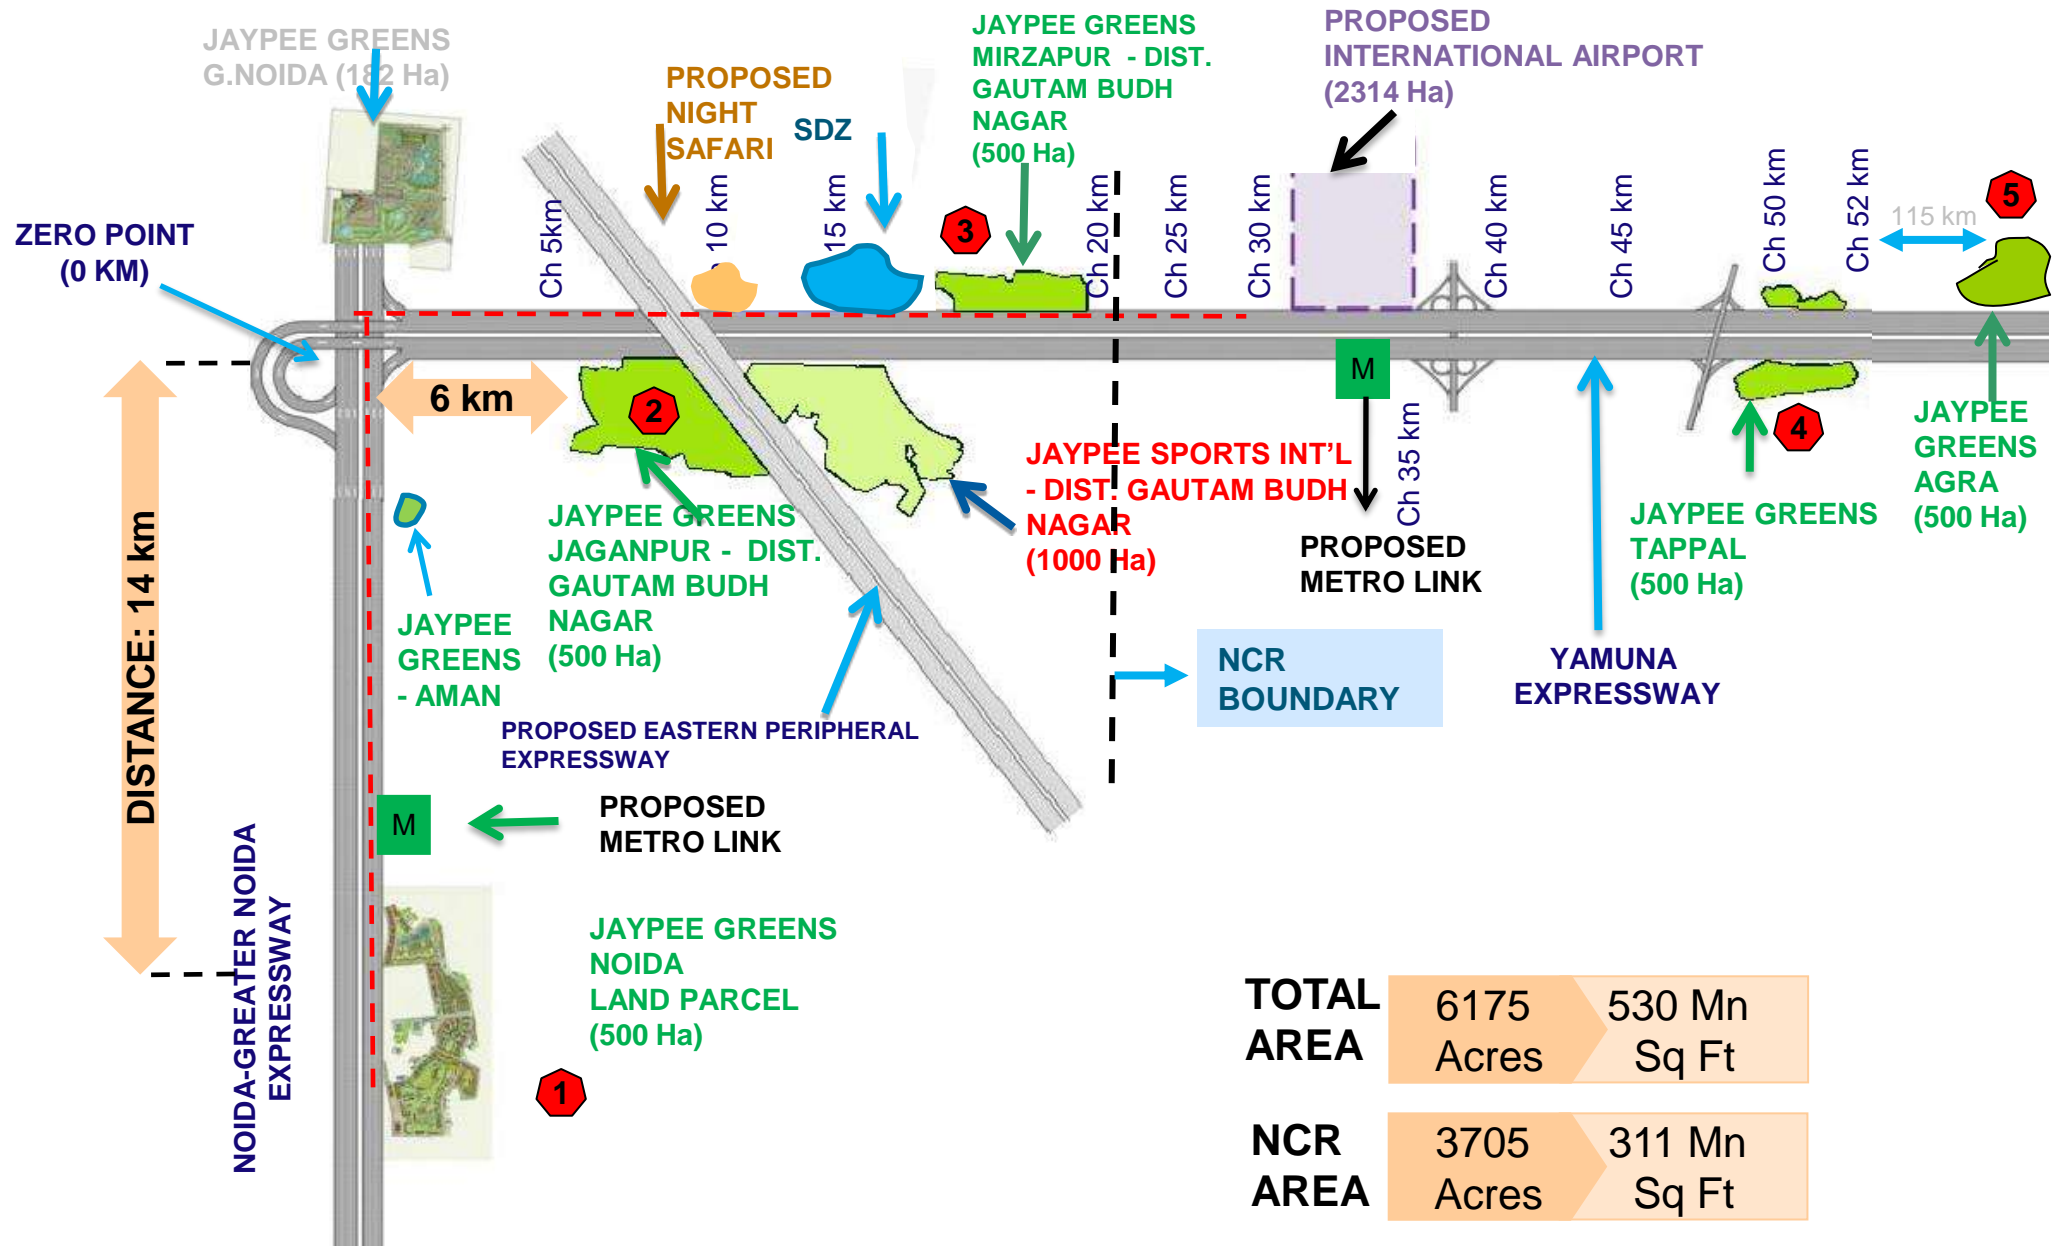 JAYPEE GREENS
G.NOIDA (182 Ha)
PROPOSED
NIGHT
SAFARI
SDZ
JAYPEE GREENS
MIRZAPUR - DIST.
GAUTAM BUDH
NAGAR
(500 Ha)
PROPOSED
INTERNATIONAL AIRPORT
(2314 Ha)
ZERO POINT
(0 KM)
Ch 5km
10 km
15 km
3
Ch 20 km
Ch 25 km
Ch 30 km
Ch 40 km
Ch 45 km
Ch 50 km
Ch 52 km
115 km
5
6 km
2
M
4
Ch 35 km
JAYPEE SPORTS INT'L
- DIST. GAUTAM BUDH
NAGAR
(1000 Ha)
JAYPEE
GREENS
AGRA
(500 Ha)
JAYPEE GREENS
TAPPAL
(500 Ha)
PROPOSED
METRO LINK
JAYPEE GREENS
JAGANPUR - DIST.
GAUTAM BUDH
NAGAR
(500 Ha)
JAYPEE
GREENS
- AMAN
DISTANCE: 14 km
NCR
BOUNDARY
YAMUNA
EXPRESSWAY
PROPOSED EASTERN PERIPHERAL
EXPRESSWAY
M
PROPOSED
METRO LINK
NOIDA-GREATER NOIDA
EXPRESSWAY
JAYPEE GREENS
NOIDA
LAND PARCEL
(500 Ha)
1
TOTAL
AREA
6175
Acres
530 Mn
Sq Ft
NCR
AREA
3705
Acres
311 Mn
Sq Ft